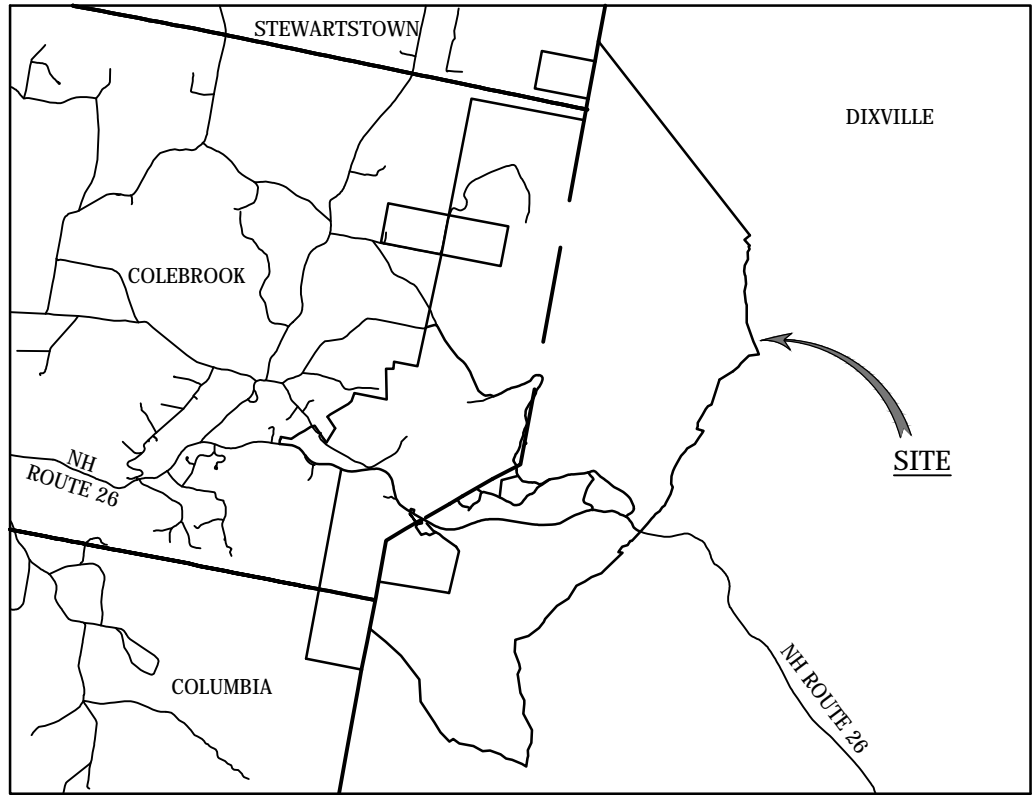 STEWARTSTOWN
DIXVILLE
COLEBROOK
NH
ROUTE 26
SITE
COLUMBIA
NH ROUTE 26